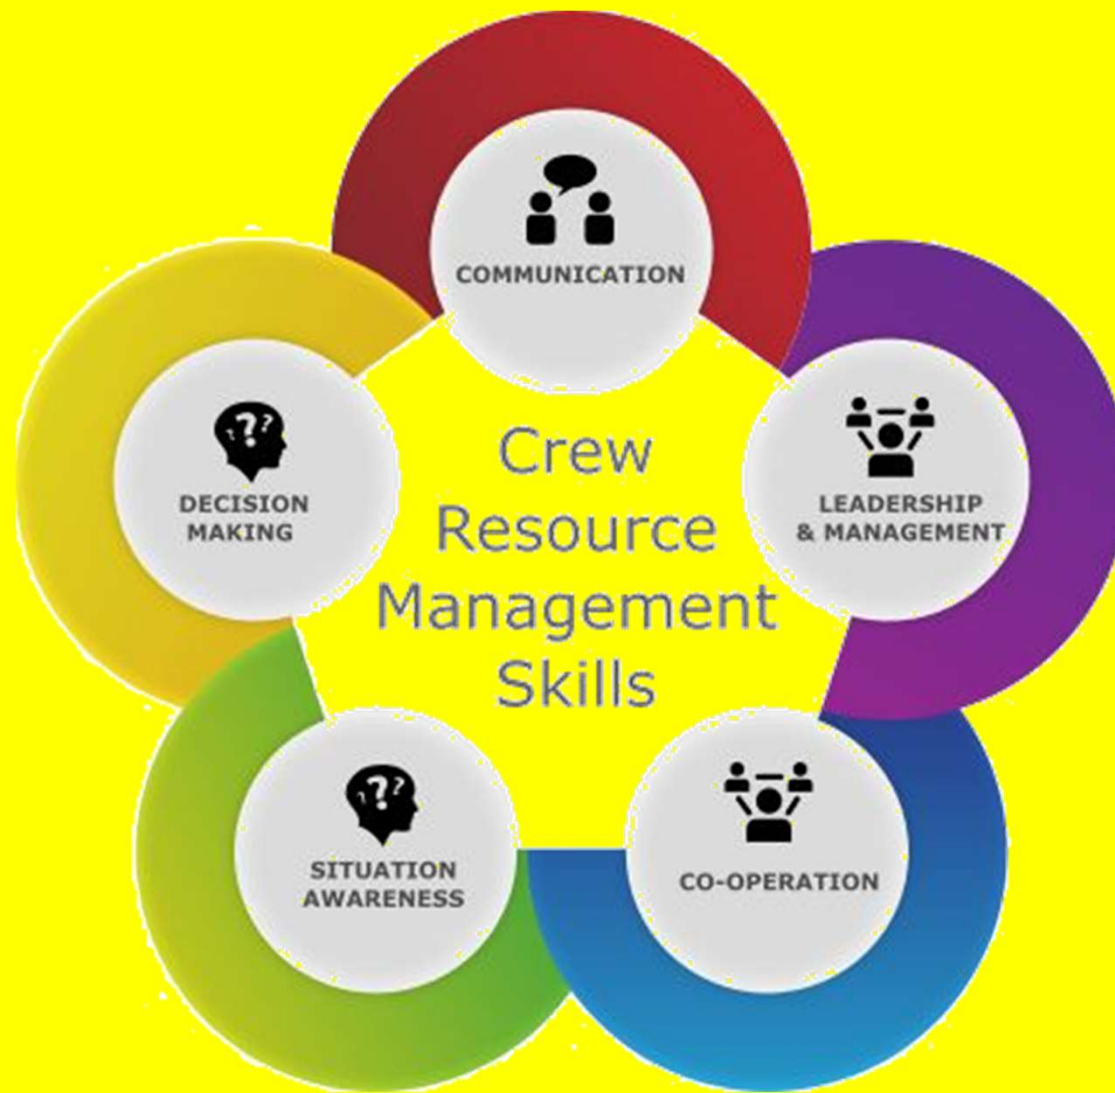 COMMUNICATION
LEADERSHIP
& MANAGEMENT
CO-OPERATION
SITUATION
AWARENESS
DECISION
MAKING
Crew
Resource
Management
Skills